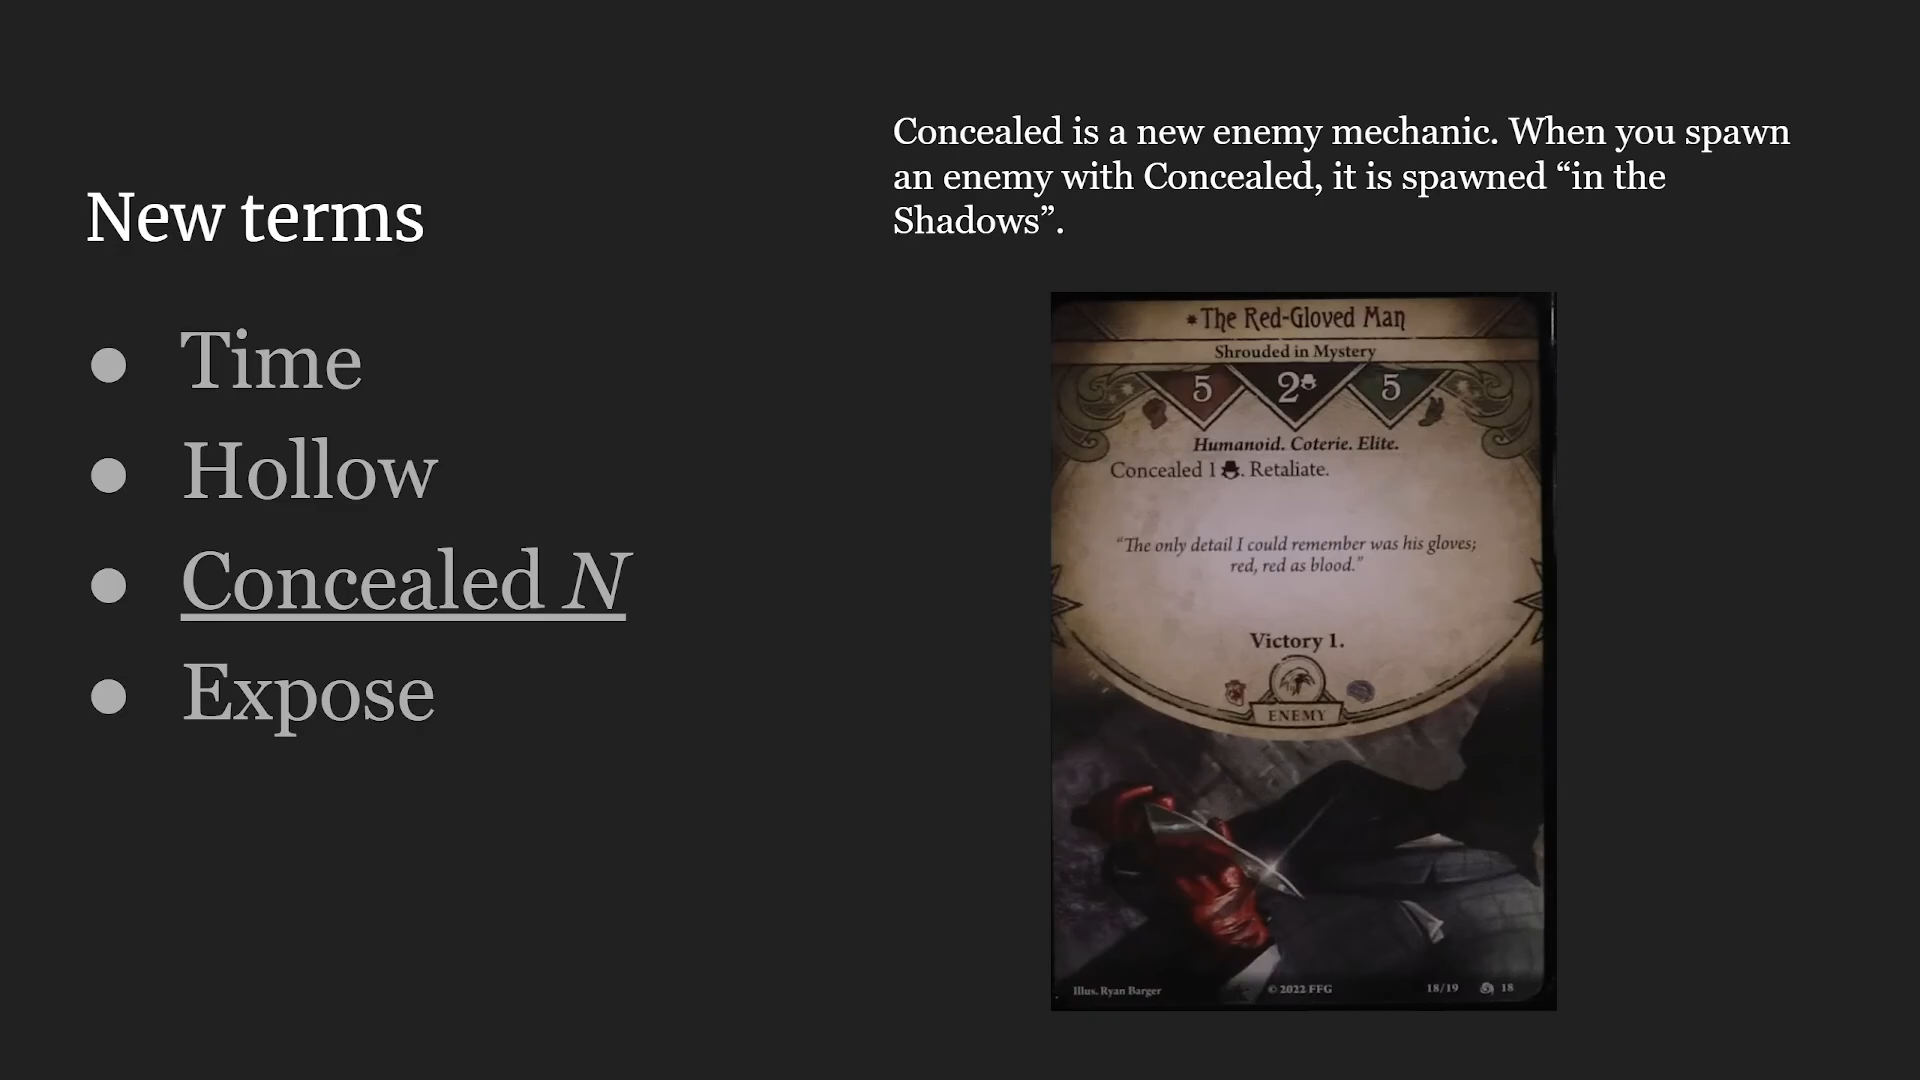 New terms
● Time
● Hollow
● Concealed N
● Expose
Concealed is a new enemy mechanic. When you spawn
an enemy with Concealed, it is spawned “in the
Shadows”.
The Red-Gloved Man
Shrouded in Mystery
5 2 5
Humanoid. Coterie. Elite.
Concealed 1. Retaliate.
“The only detail I could remember was his gloves;
red, red as blood.”
Victory 1.
ENEMY
Illus. Ryan Barger © 2022 FFG 18/19 18